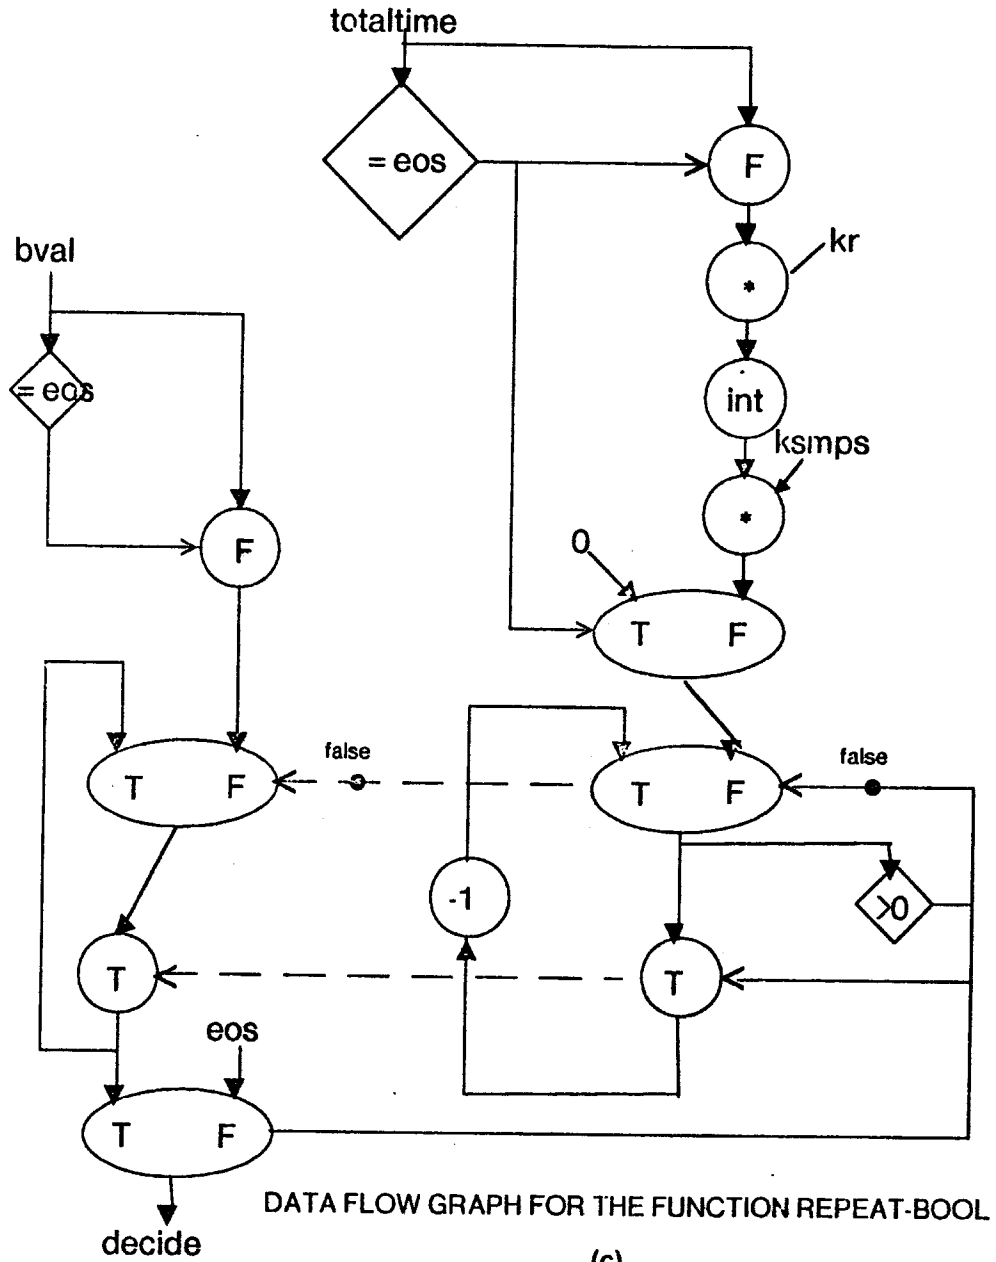 totaltime
= eos
F
kr
*
bval
= eos
int
ksmps
*
F
0
T F
false
false
T F
T F
-1
>0
T
T
eos
T F
DATA FLOW GRAPH FOR THE FUNCTION REPEAT-BOOL
decide
(c)